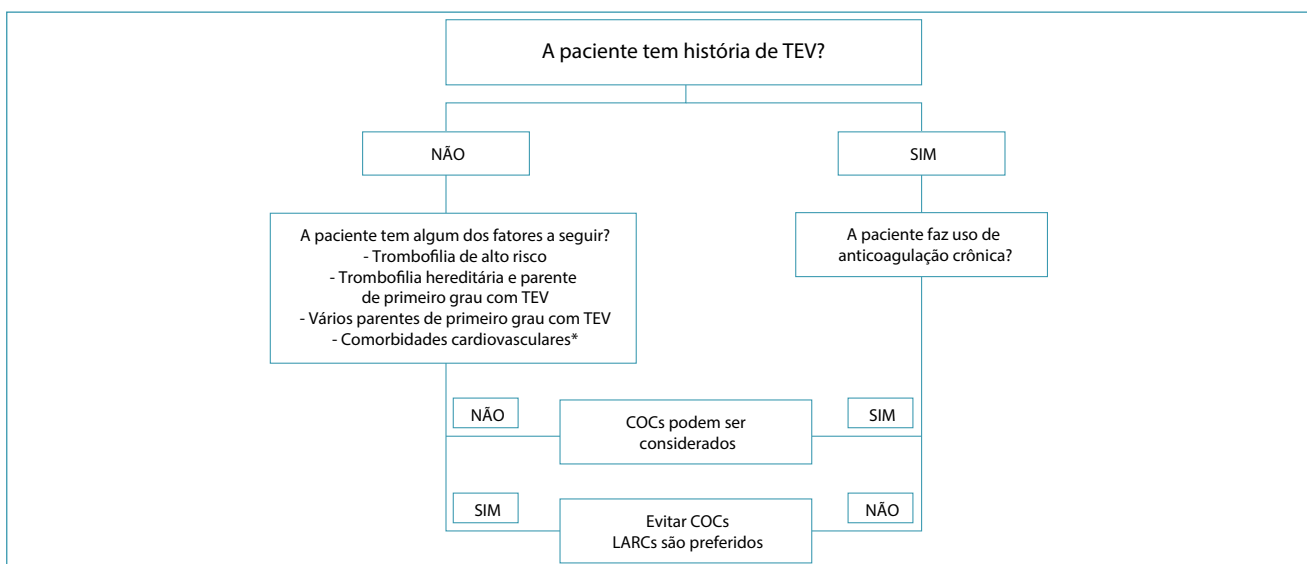 A paciente tem história de TEV?
NÃO
SIM
A paciente tem algum dos fatores a seguir?
- Trombofilia de alto risco
- Trombofilia hereditária e parente
de primeiro grau com TEV
- Vários parentes de primeiro grau com TEV
- Comorbidades cardiovasculares*
A paciente faz uso de
anticoagulação crônica?
NÃO
COCs podem ser
considerados
SIM
SIM
Evitar COCs
LARCs são preferidos
NÃO